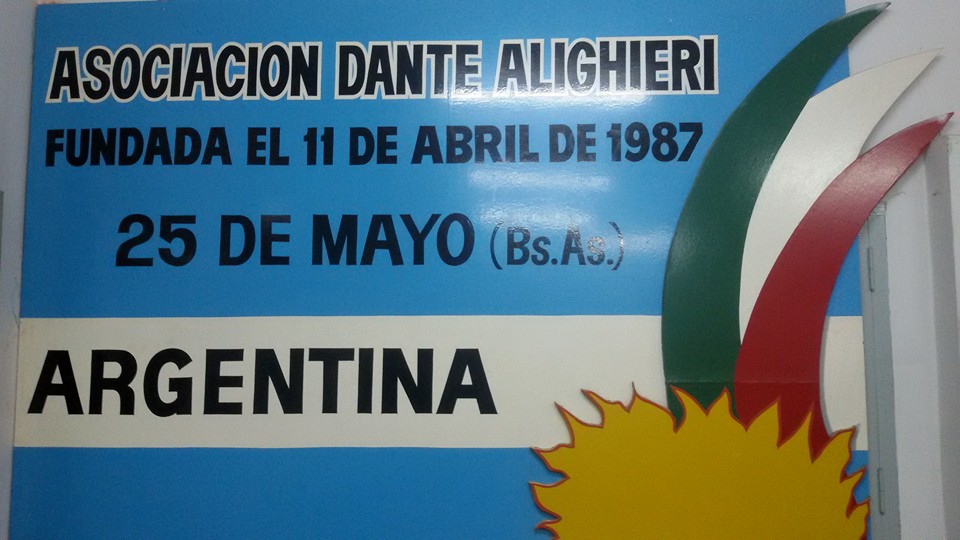 ASOCIACION DANTE ALIGHIERI
FUNDADA EL 11 DE ABRIL DE 1987
25 DE MAYO (Bs.As.)
ARGENTINA